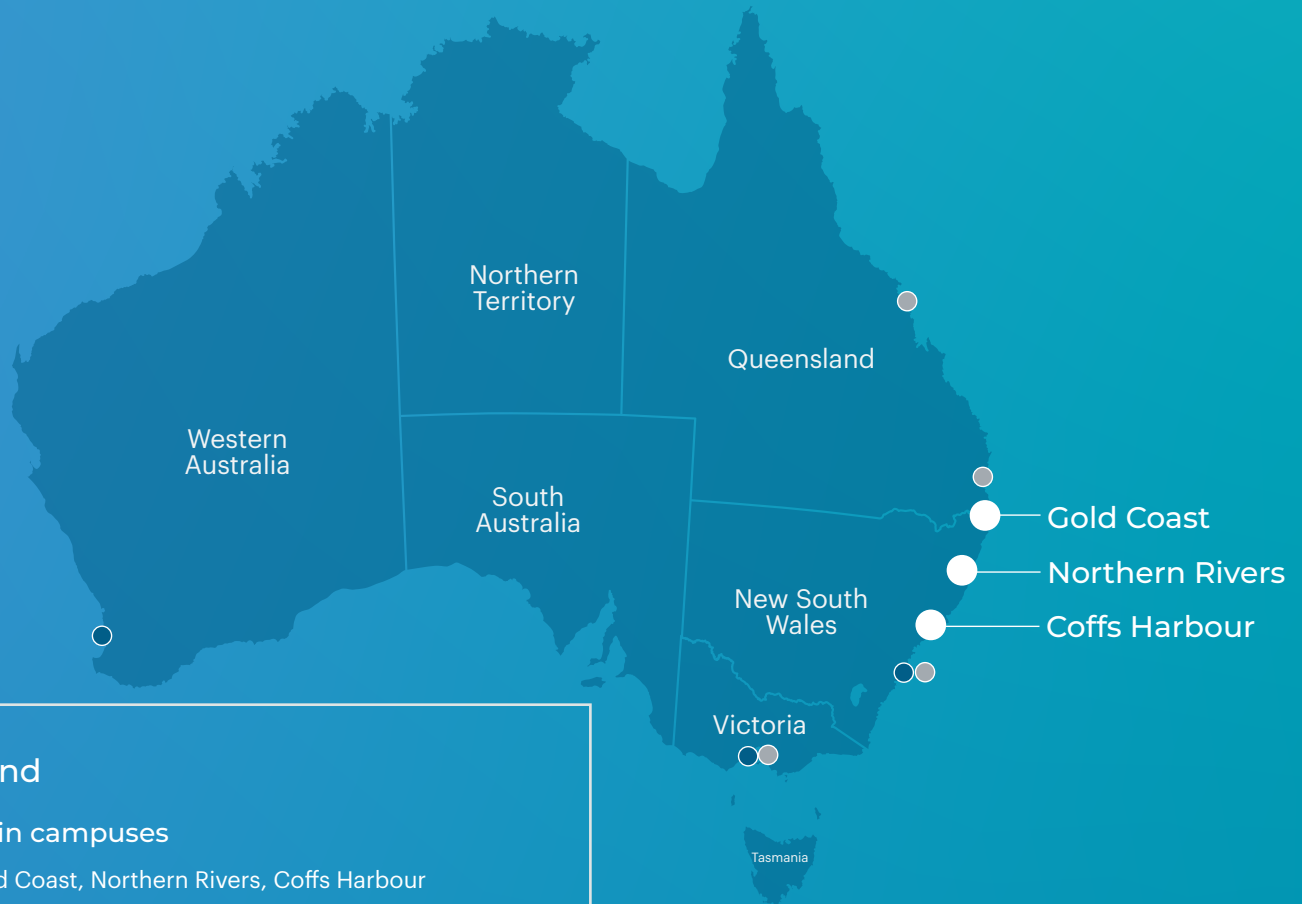 Northern
Territory
Queensland
Western
Australia
South
Australia
Gold Coast
Northern Rivers
New South
Wales
Coffs Harbour
Victoria
Tasmania
in campuses
Coast, Northern Rivers, Coffs Harbour